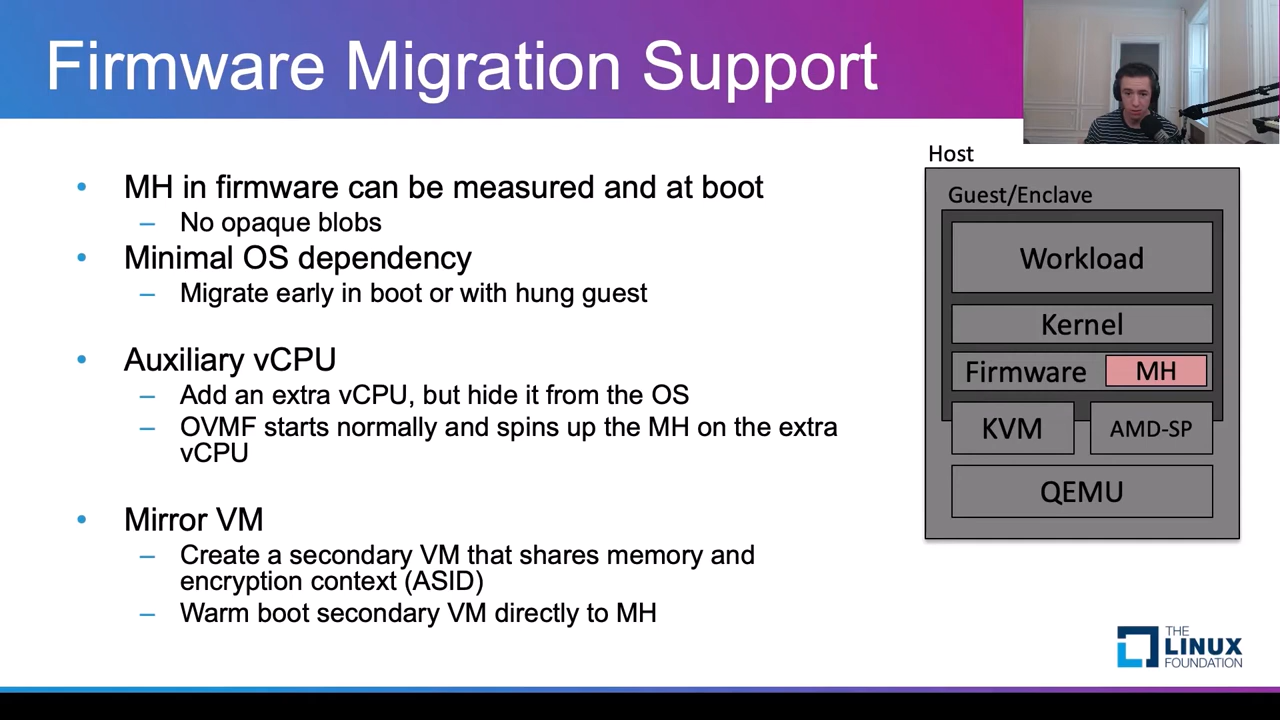 Firmware Migration Support
• MH in firmware can be measured and at boot
– No opaque blobs
• Minimal OS dependency
– Migrate early in boot or with hung guest
• Auxiliary vCPU
– Add an extra vCPU, but hide it from the OS
– OVMF starts normally and spins up the MH on the extra
vCPU
• Mirror VM
– Create a secondary VM that shares memory and
encryption context (ASID)
– Warm boot secondary VM directly to MH
Host
Guest/Enclave
Workload
Kernel
Firmware MH
KVM AMD-SP
QEMU
THE
LINUX
FOUNDATION